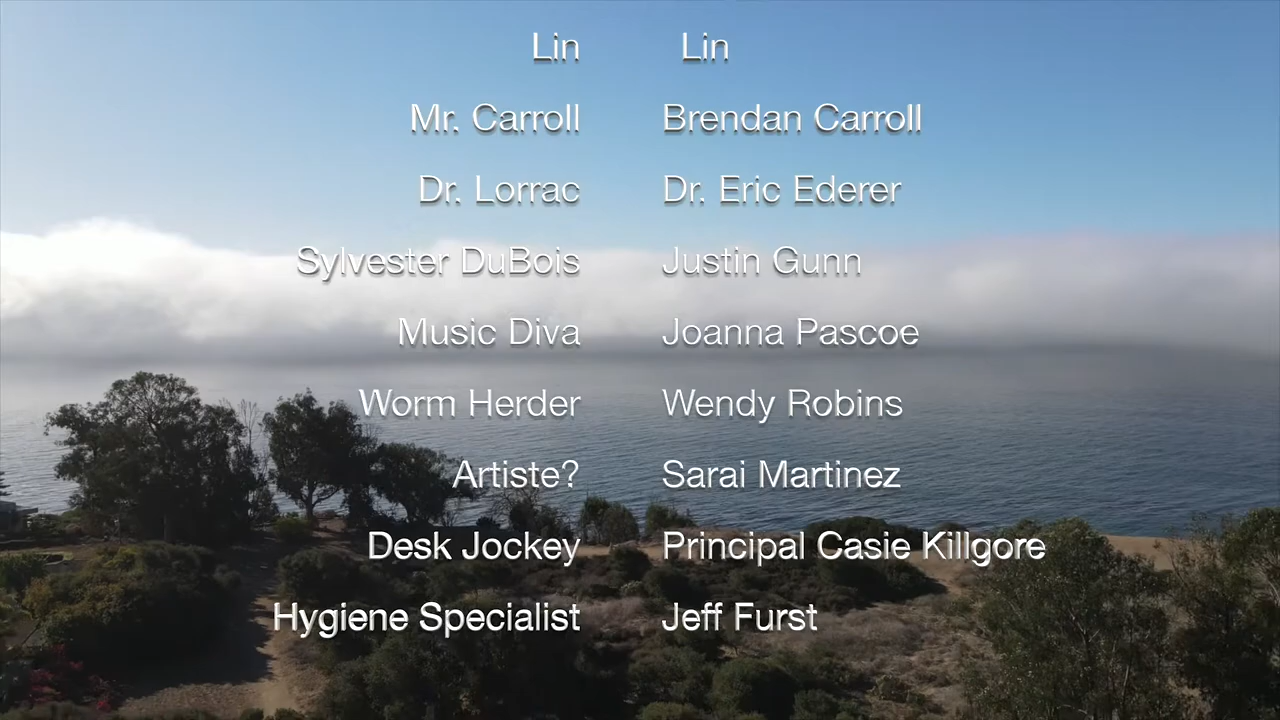 Lin Lin
Mr. Carroll Brendan Carroll
Dr. Lorrac Dr. Eric Ederer
Sylvester DuBois Justin Gunn
Music Diva Joanna Pascoe
Worm Herder Wendy Robins
Artiste? Sarai Martinez
Desk Jockey Principal Casie Killgore
Hygiene Specialist Jeff Furst